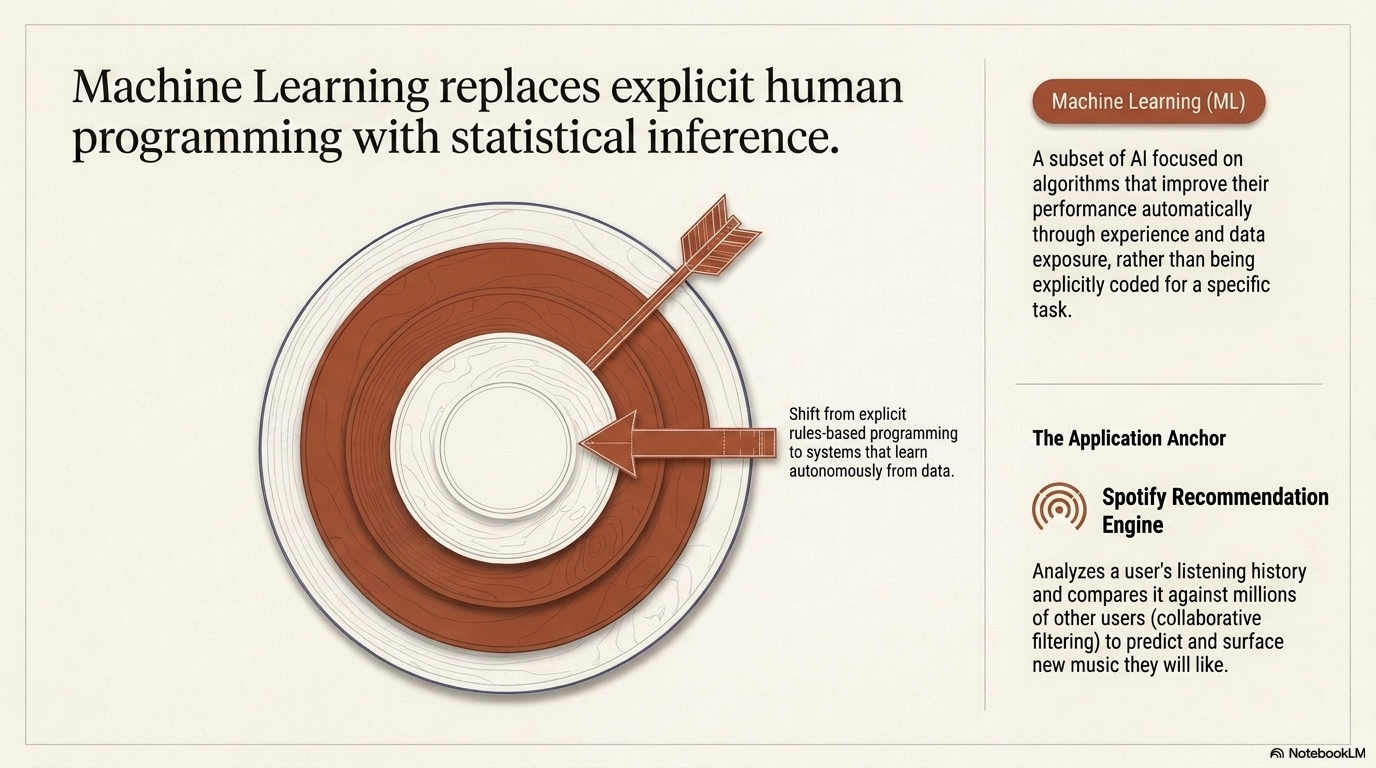 Machine Learning replaces explicit human
programming with statistical inference.
Shift from explicit
rules-based programming
to systems that learn
autonomously from data.
Machine Learning (ML)
A subset of AI focused on
algorithms that improve their
performance automatically
through experience and data
exposure, rather than being
explicitly coded for a specific
task.
The Application Anchor
Spotify Recommendation
Engine
Analyzes a user's listening history
and compares it against millions
of other users (collaborative
filtering) to predict and surface
new music they will like.
NotebookLM